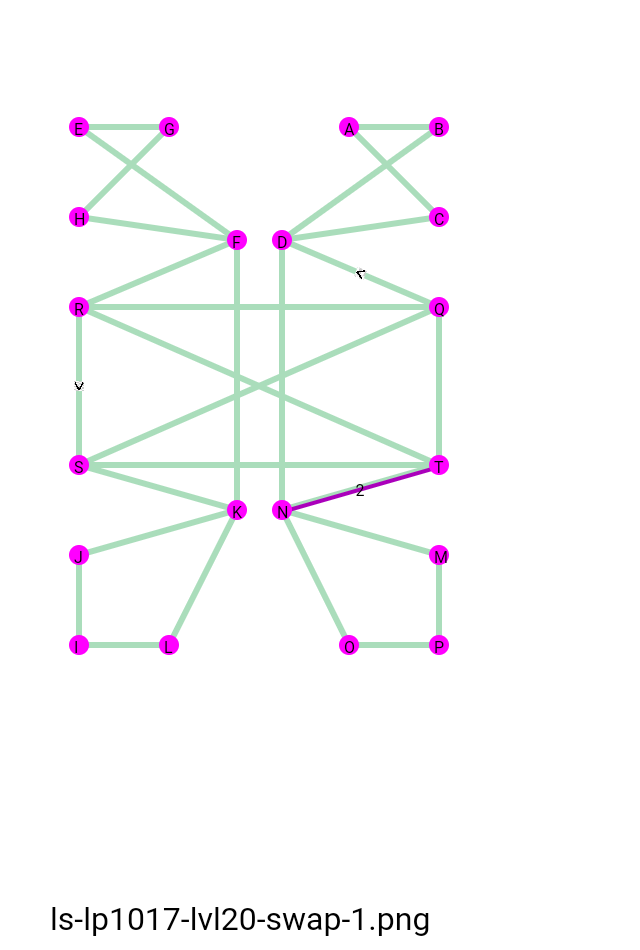 E G A B
H C
F D
<
R Q
v
S T
2
K N
J M
I L O P
ls-lp1017-lvl20-swap-1.png